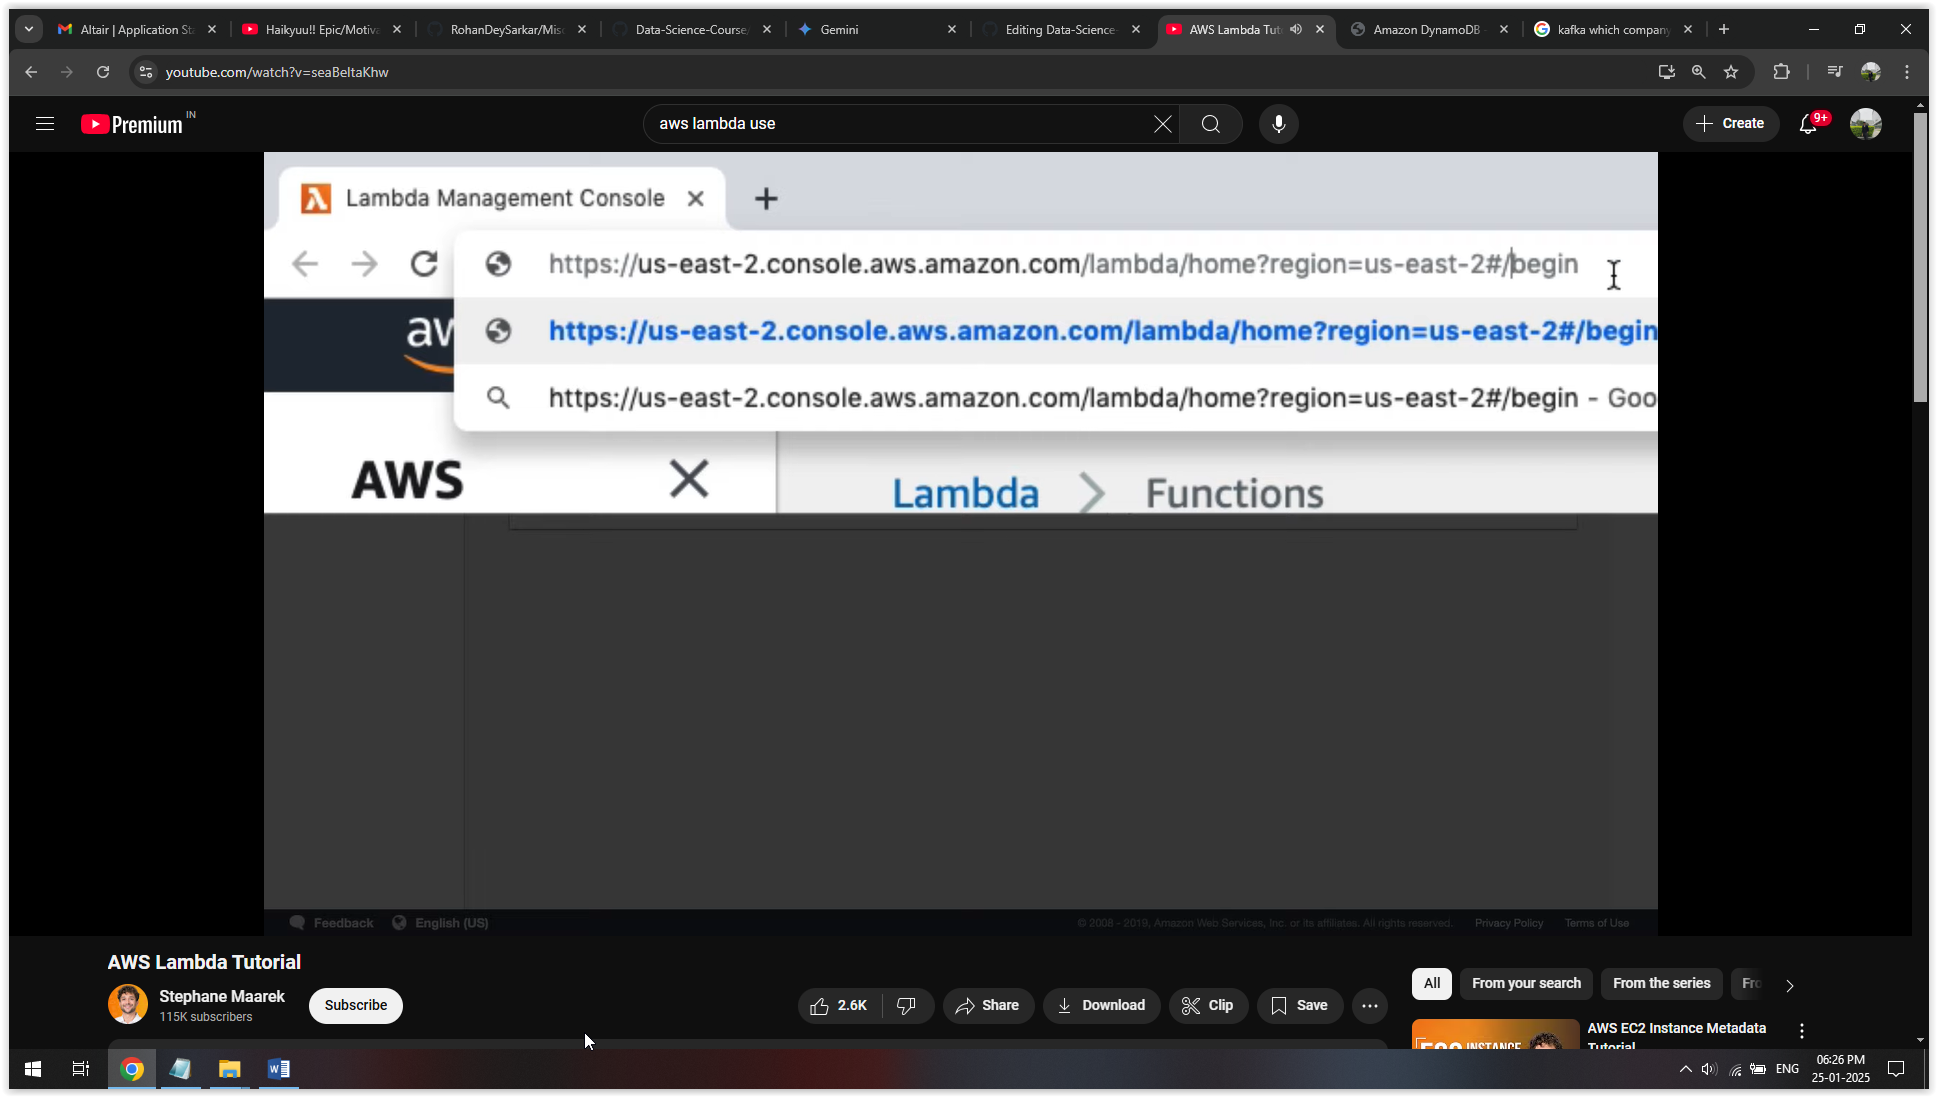 Altair | Application Sta
Haikyuu!! Epic/Motiva
RohanDeySarkar/Misc
Data-Science-Course/
Gemini
Editing Data-Science-
AWS Lambda Tut
Amazon DynamoDB -
kafka which company
youtube.com/watch?v=seaBeltaKhw
Premium IN
aws lambda use
Create
9+
Lambda Management Console
https://us-east-2.console.aws.amazon.com/lambda/home?region=us-east-2#/begin
https://us-east-2.console.aws.amazon.com/lambda/home?region=us-east-2#/begin
https://us-east-2.console.aws.amazon.com/lambda/home?region=us-east-2#/begin - Goo
aw
AWS
Lambda > Functions
Feedback English (US)
© 2008 - 2019, Amazon Web Services, Inc. or its affiliates. All rights reserved. Privacy Policy Terms of Use
AWS Lambda Tutorial
Stephane Maarek
115K subscribers
Subscribe
2.6K
Share
Download
Clip
Save
All
From your search
From the series
Fro
AWS EC2 Instance Metadata
Tutorial
INSTANCE
ENG
06:26 PM
25-01-2025